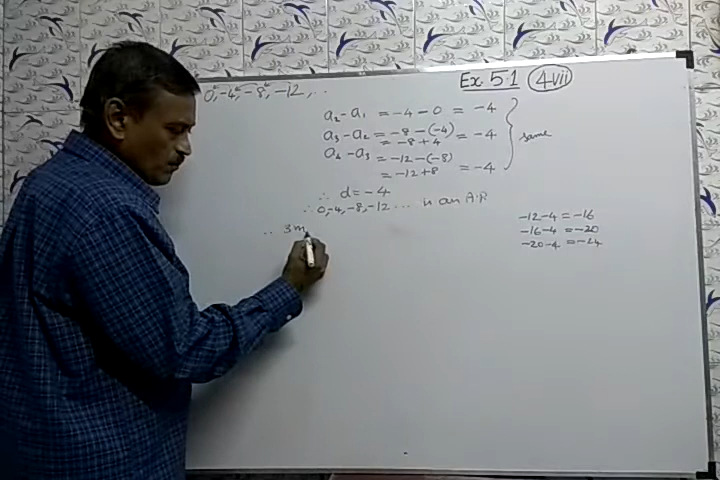 Ex. 5.1 4.vii
0, -4, -8, -12, ...
a₂-a₁ = -4-0 = -4
a₃-a₂ = -8-(-4) = -4
= -8+4
a₄-a₃ = -12-(-8)
= -12+8 = -4
same
∴ d=-4
∴ 0,-4,-8,-12 ... is an A.P.
∴ 3 m
-12-4 = -16
-16-4 = -20
-20-4 = -24